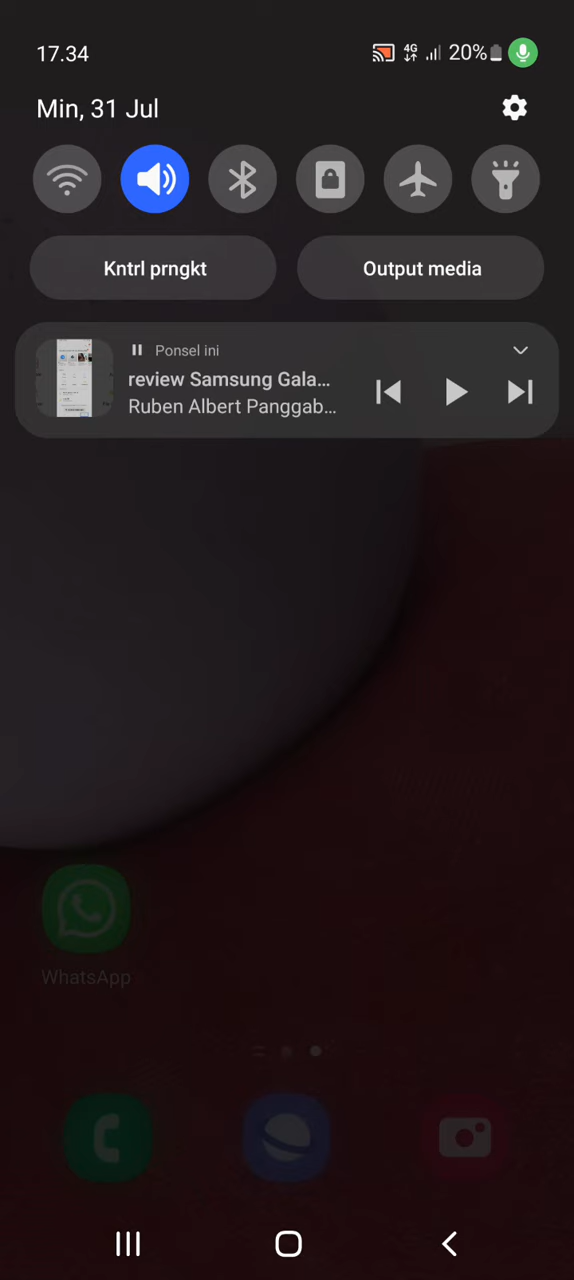 17.34
4G
20%
Min, 31 Jul
Kntrl prngkt
Output media
Ponsel ini
review Samsung Gala...
Ruben Albert Panggab...
WhatsApp